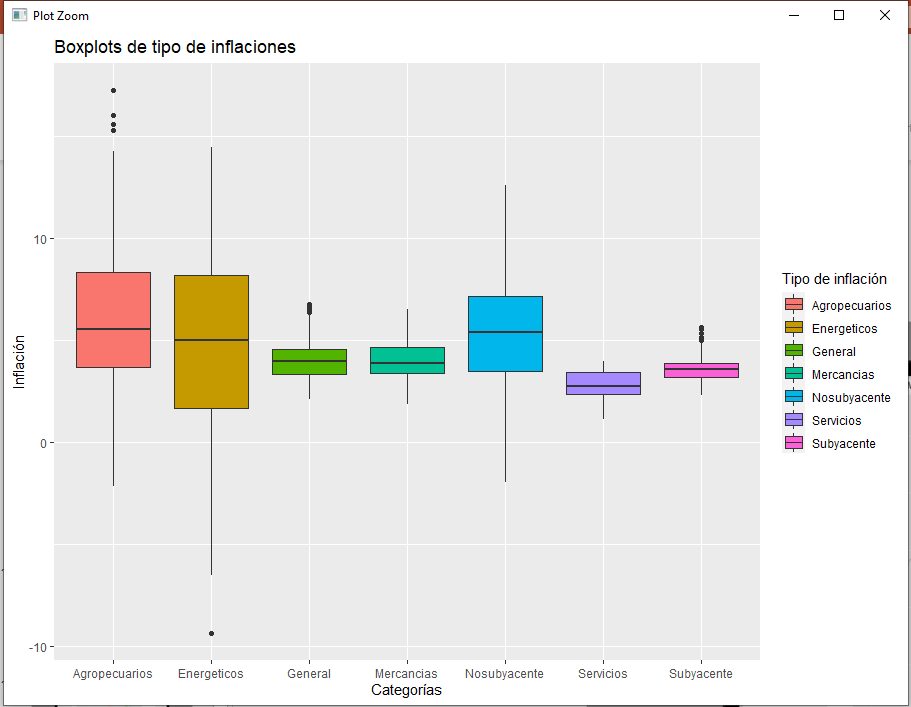 Plot Zoom
Boxplots de tipo de inflaciones
Inflación
10
0
-10
Agropecuarios
Energeticos
General
Mercancias
Nosubyacente
Servicios
Subyacente
Categorías
Tipo de inflación
Agropecuarios
Energeticos
General
Mercancias
Nosubyacente
Servicios
Subyacente